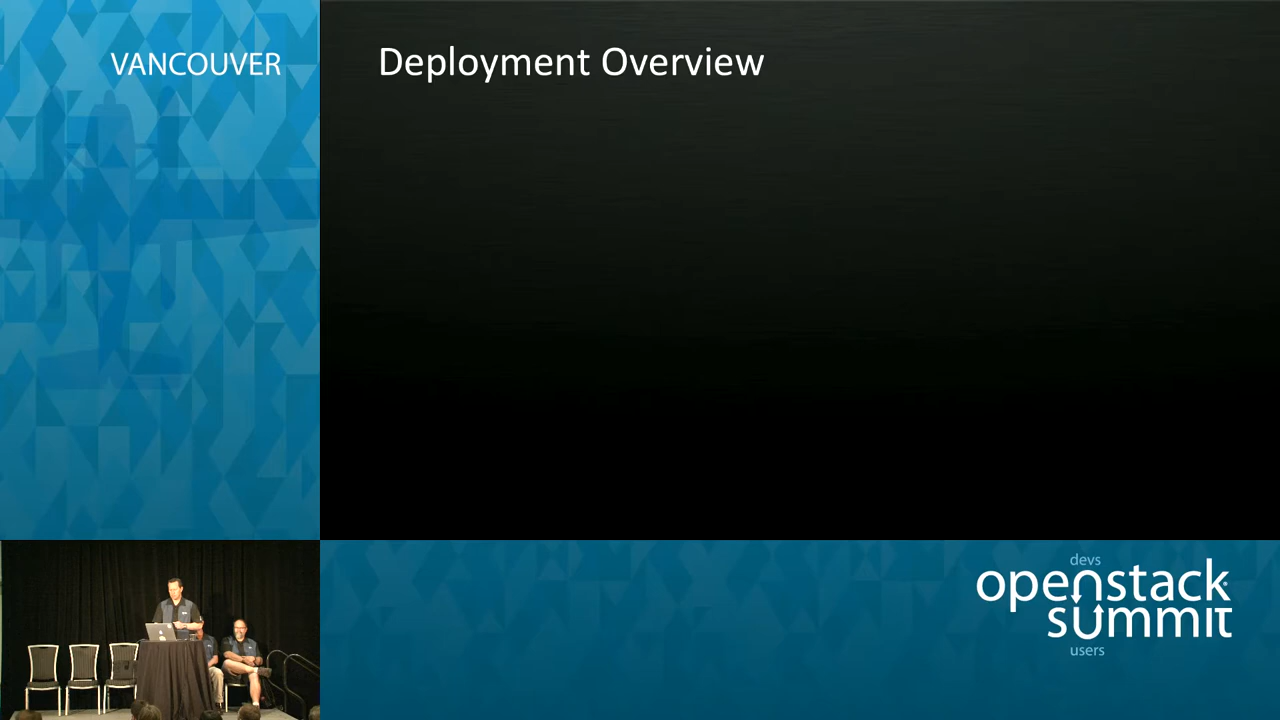 VANCOUVER
Deployment Overview
devs
openstack
summit
users